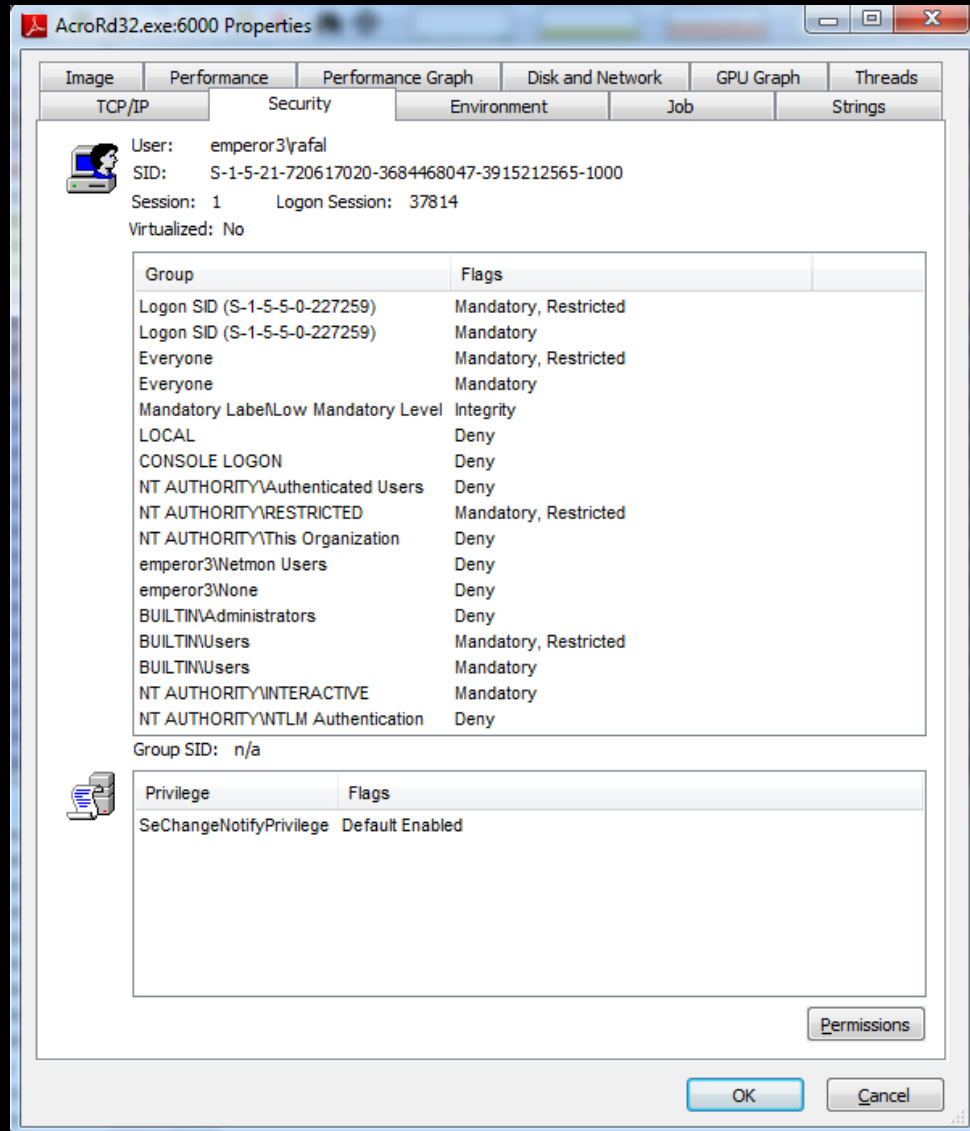 AcroRd32.exe:6000 Properties
Image Performance Performance Graph Disk and Network GPU Graph Threads
TCP/IP Security Environment Job Strings
User: emperor3\rafal
SID: S-1-5-21-720617020-3684468047-3915212565-1000
Session: 1 Logon Session: 37814
Virtualized: No
Group Flags
Logon SID (S-1-5-5-0-227259) Mandatory, Restricted
Logon SID (S-1-5-5-0-227259) Mandatory
Everyone Mandatory, Restricted
Everyone Mandatory
Mandatory Label\Low Mandatory Level Integrity
LOCAL Deny
CONSOLE LOGON Deny
NT AUTHORITY\Authenticated Users Deny
NT AUTHORITY\RESTRICTED Mandatory, Restricted
NT AUTHORITY\This Organization Deny
emperor3\Netmon Users Deny
emperor3\None Deny
BUILTIN\Administrators Deny
BUILTIN\Users Mandatory, Restricted
BUILTIN\Users Mandatory
NT AUTHORITY\INTERACTIVE Mandatory
NT AUTHORITY\NTLM Authentication Deny
Group SID: n/a
Privilege Flags
SeChangeNotifyPrivilege Default Enabled
Permissions
OK Cancel